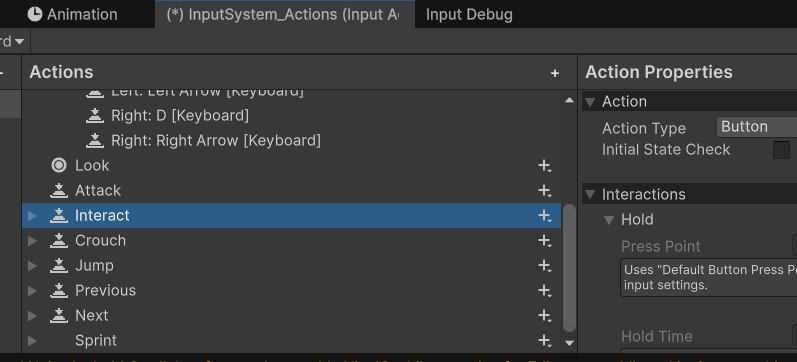 Animation
(*) InputSystem_Actions (Input A
Input Debug
rd
Actions
+
Action Properties
Left: Left Arrow [Keyboard]
Right: D [Keyboard]
Right: Right Arrow [Keyboard]
Look
Attack
Interact
Crouch
Jump
Previous
Next
Sprint
Action
Action Type
Button
Initial State Check
Interactions
Hold
Press Point
Uses "Default Button Press P
input settings.
Hold Time